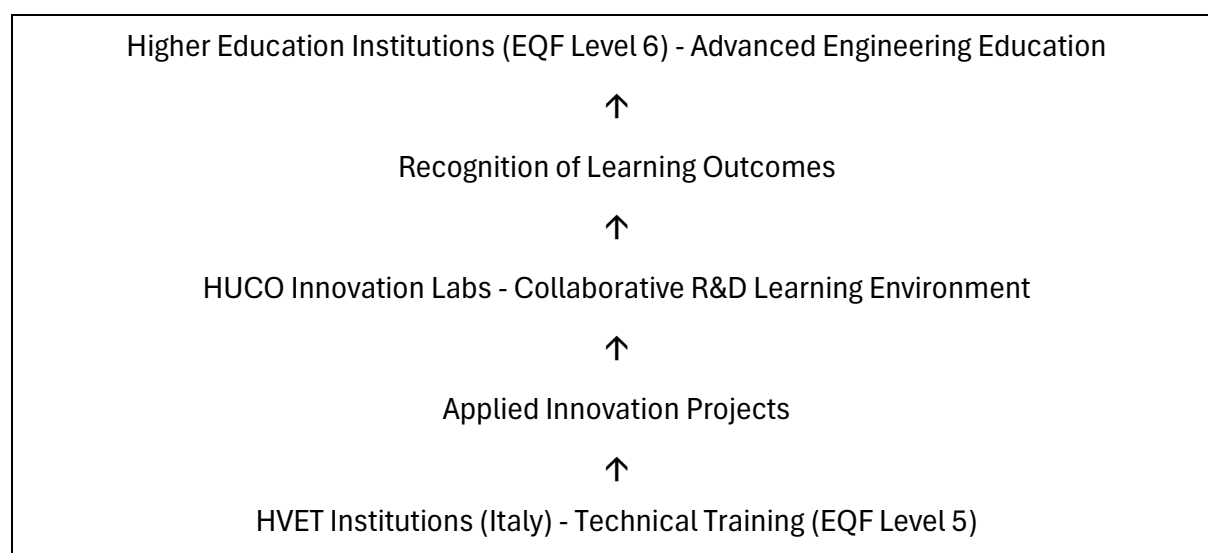 Higher Education Institutions (EQF Level 6) - Advanced Engineering Education
↑
Recognition of Learning Outcomes
↑
HUCO Innovation Labs - Collaborative R&D Learning Environment
↑
Applied Innovation Projects
↑
HVET Institutions (Italy) - Technical Training (EQF Level 5)